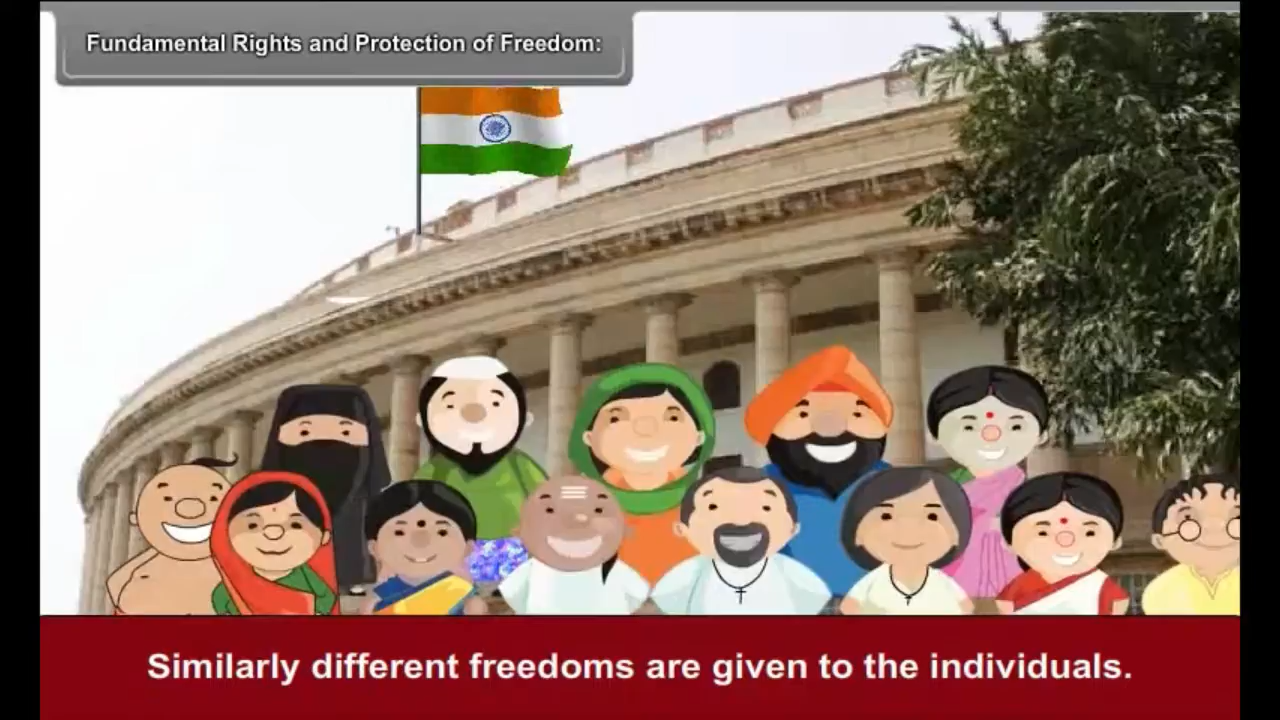 Fundamental Rights and Protection of Freedom:
Similarly different freedoms are given to the individuals.